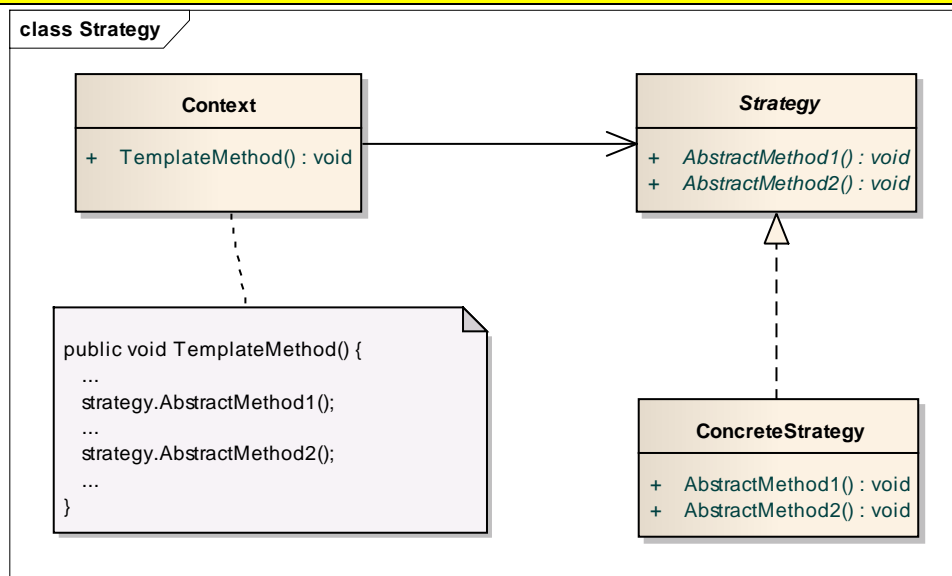 class Strategy
Context
+ TemplateMethod() : void
Strategy
+ AbstractMethod1() : void
+ AbstractMethod2() : void
public void TemplateMethod() {
...
strategy.AbstractMethod1();
...
strategy.AbstractMethod2();
...
}
ConcreteStrategy
+ AbstractMethod1() : void
+ AbstractMethod2() : void